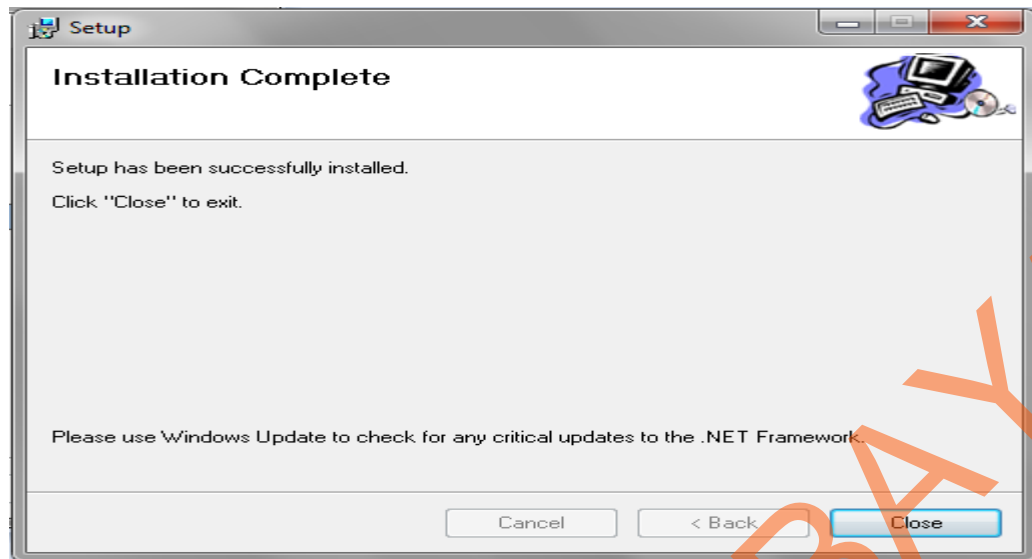 Setup
Installation Complete
Setup has been successfully installed.
Click "Close" to exit.
Please use Windows Update to check for any critical updates to the .NET Framework.
Cancel
< Back
Close
BAY